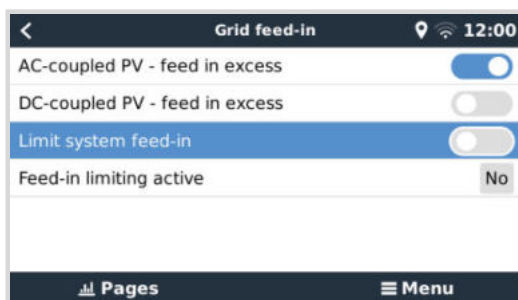 Grid feed-in 12:00
AC-coupled PV - feed in excess
DC-coupled PV - feed in excess
Limit system feed-in
Feed-in limiting active No
Pages Menu